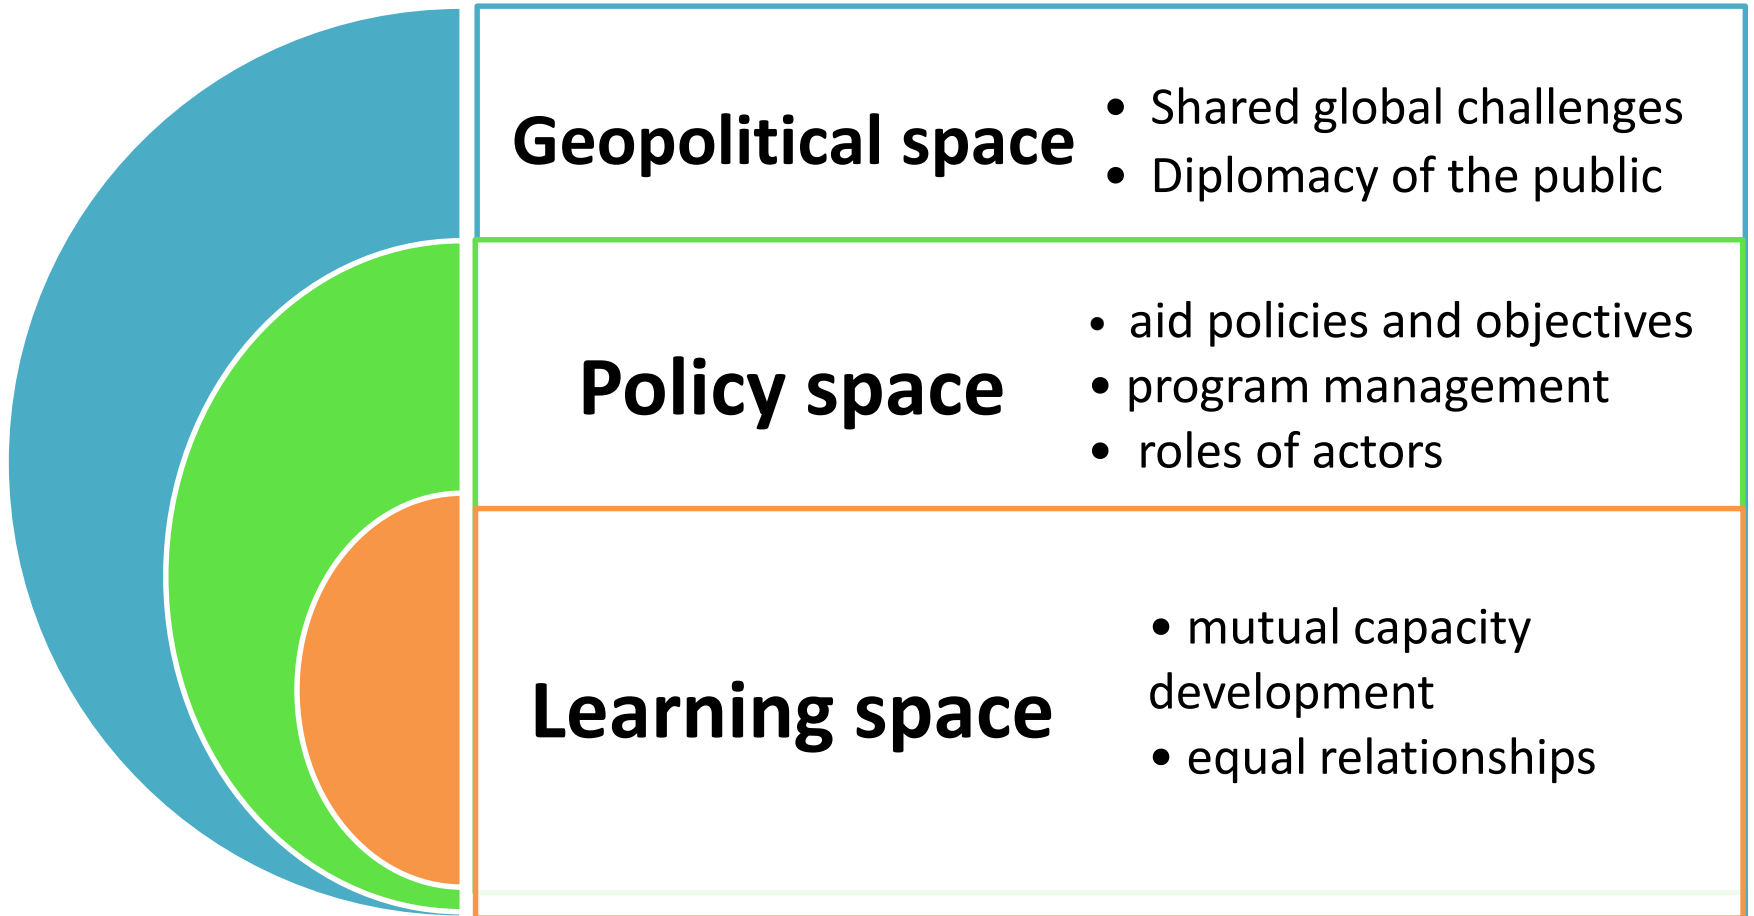 Geopolitical space
• Shared global challenges
• Diplomacy of the public
Policy space
• aid policies and objectives
• program management
• roles of actors
Learning space
• mutual capacity
development
• equal relationships